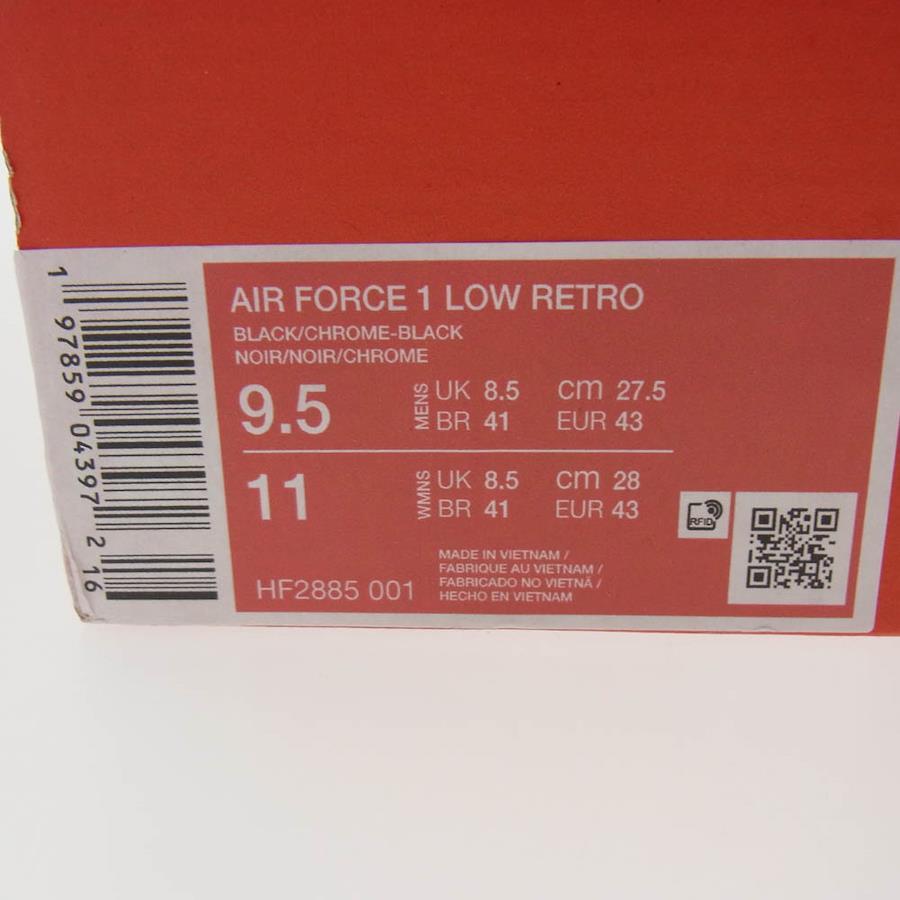 AIR FORCE 1 LOW RETRO
BLACK/CHROME-BLACK
NOIR/NOIR/CHROME
9.5
MENS
UK 8.5 cm 27.5
BR 41 EUR 43
11
WMNS
UK 8.5 cm 28
BR 41 EUR 43
RFID
MADE IN VIETNAM /
FABRIQUE AU VIETNAM /
FABRICADO NO VIETNÃ /
HECHO EN VIETNAM
HF2885 001
1 97859 04397 2 16